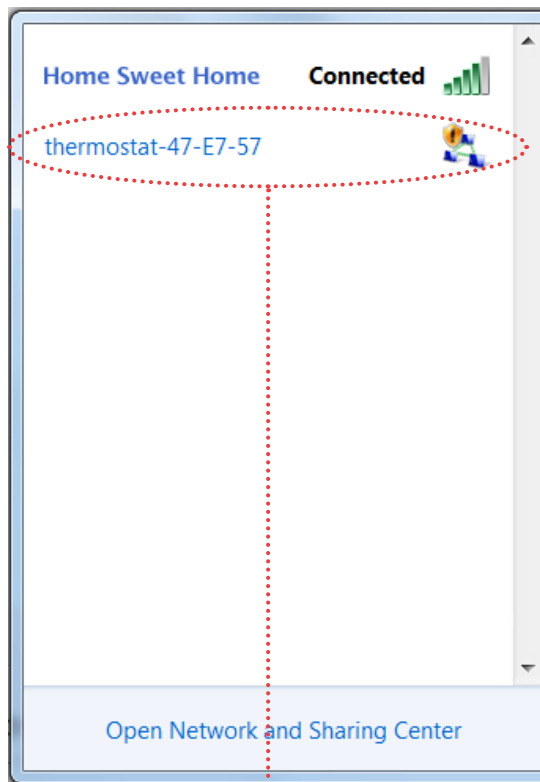 Home Sweet Home Connected
thermostat-47-E7-57
Open Network and Sharing Center